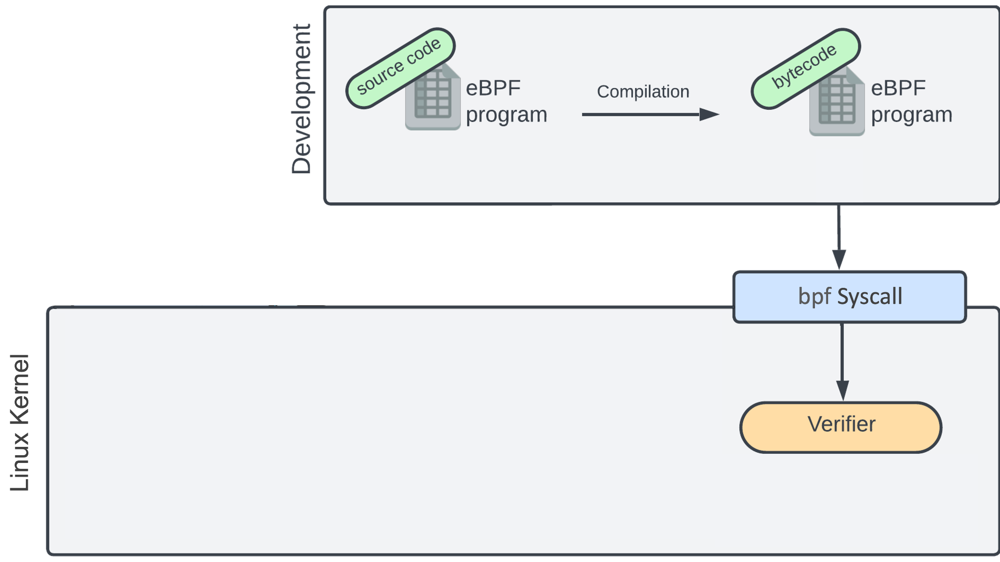 Development
source code
eBPF
program
Compilation
bytecode
eBPF
program
bpf Syscall
Linux Kernel
Verifier